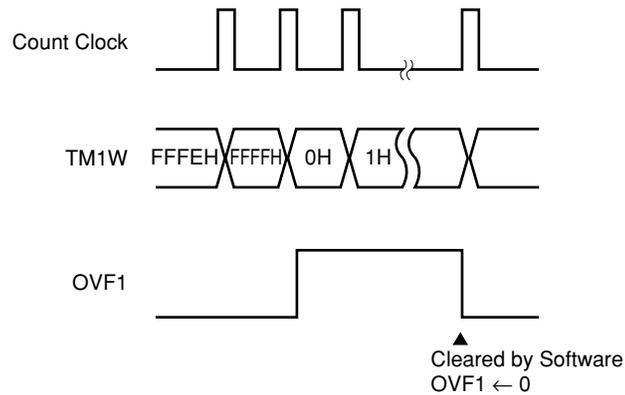 Count Clock
TM1W FFFEH FFFFH 0H 1H
OVF1
Cleared by Software
OVF1 ← 0